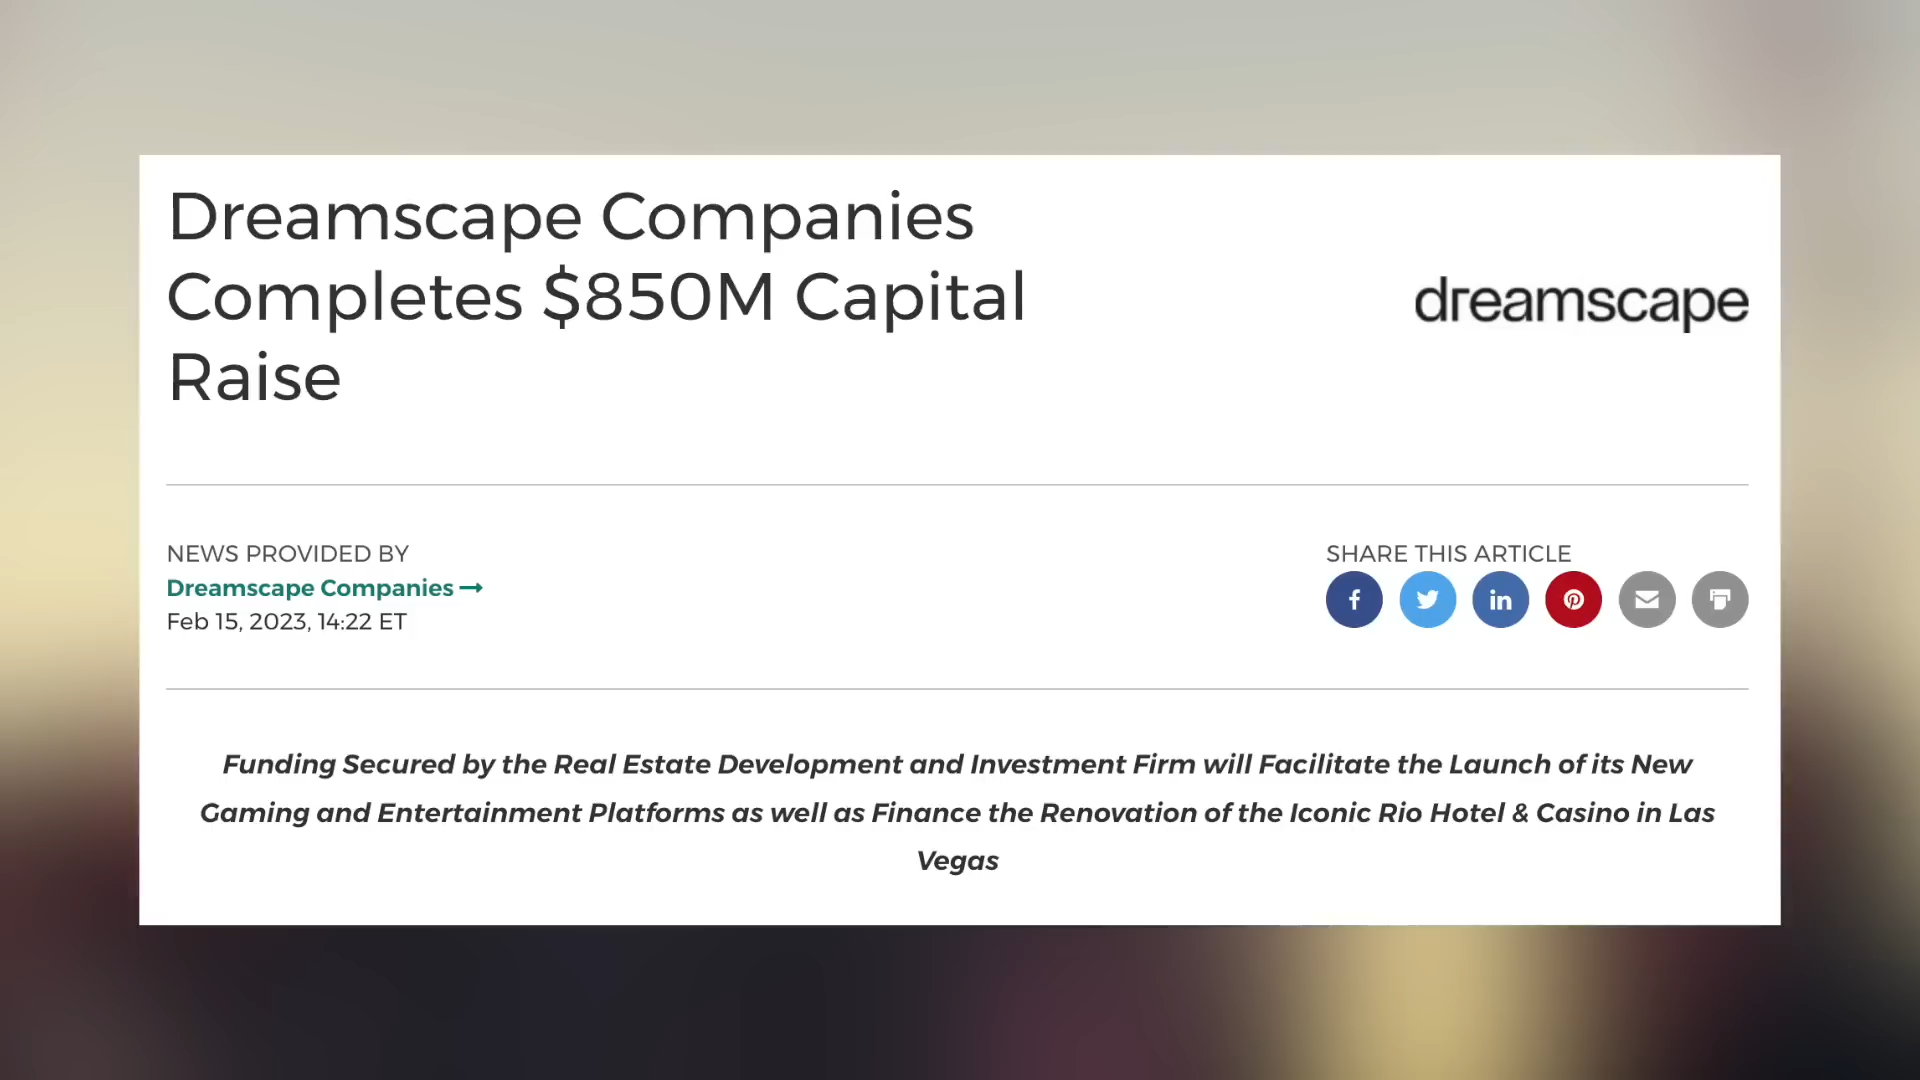 Dreamscape Companies
Completes $850M Capital
Raise
dreamscape
NEWS PROVIDED BY
Dreamscape Companies →
Feb 15, 2023, 14:22 ET
SHARE THIS ARTICLE
Funding Secured by the Real Estate Development and Investment Firm will Facilitate the Launch of its New
Gaming and Entertainment Platforms as well as Finance the Renovation of the Iconic Rio Hotel & Casino in Las
Vegas